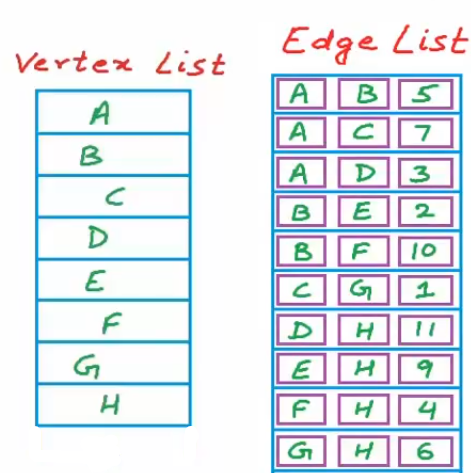 Vertex List
A
B
C
D
E
F
G
H
Edge List
A B 5
A C 7
A D 3
B E 2
B F 10
C G 1
D H 11
E H 9
F H 4
G H 6